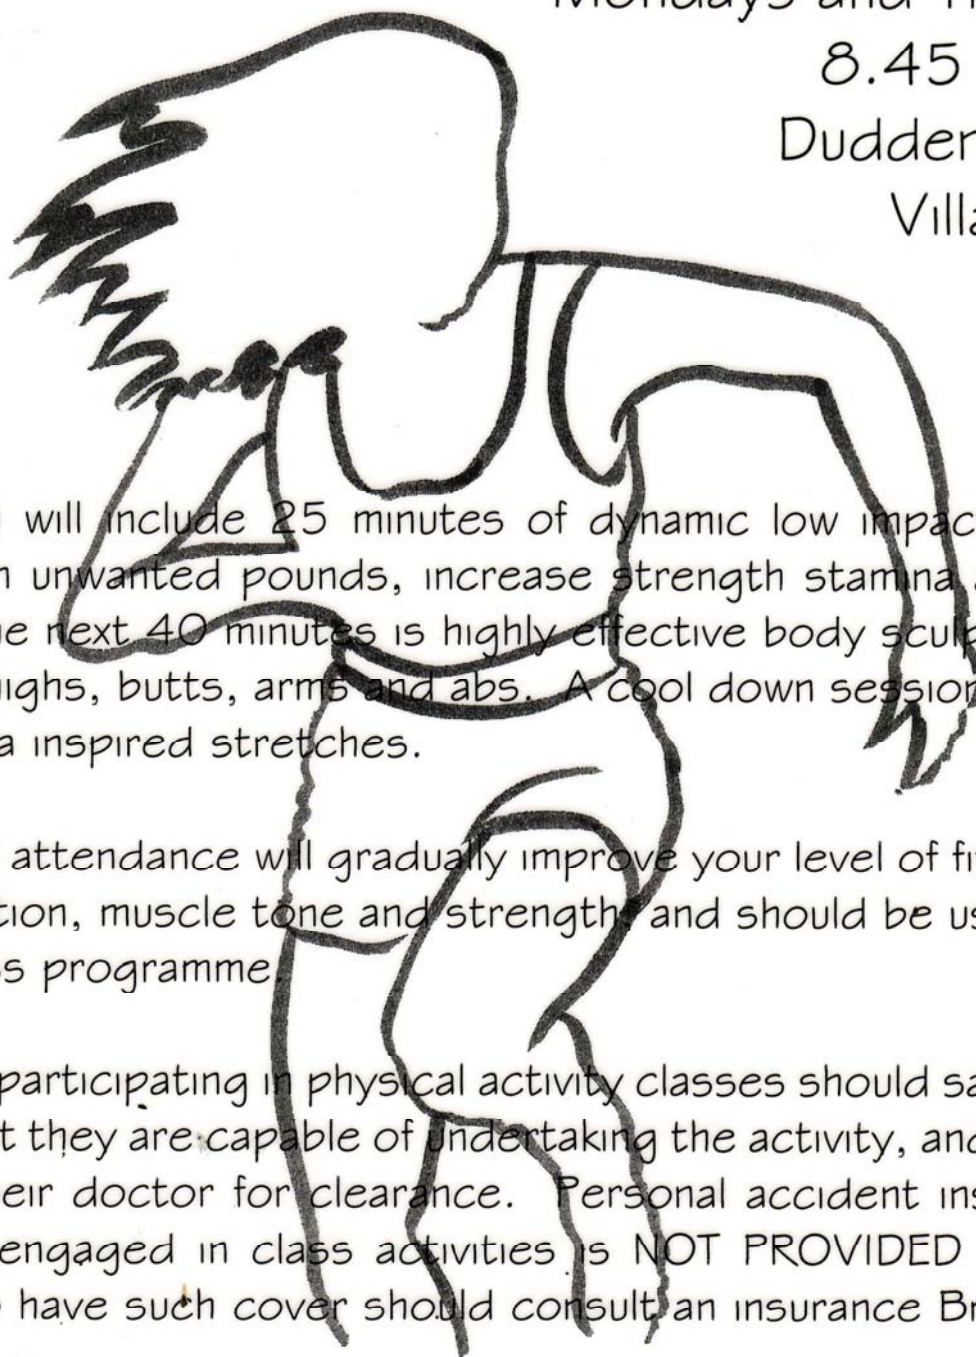 Mondays and
8.45
Villa
will include 25 minutes of dynamic low impac
unwanted pounds, increase strength stamina
next 40 minutes is highly effective body sculp
ighs, butts, arms and abs. A cool down session
a inspired stretches.
attendance will gradually improve your level of fi
tion, muscle tone and strength, and should be us
s programme.
participating in physical activity classes should sa
t they are capable of undertaking the activity, and
eir doctor for clearance. Personal accident ins
engaged in class activities is NOT PROVIDED
have such cover should consult an insurance Br